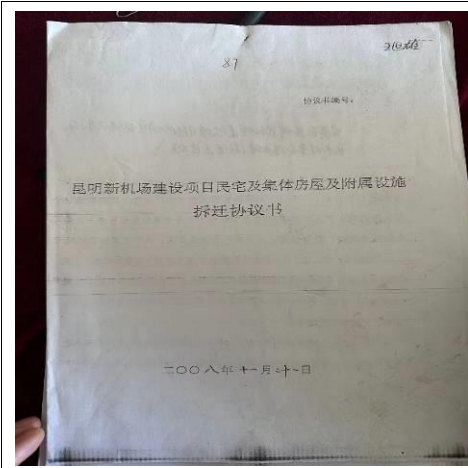 87
协议书编号:
昆明新机场建设项目民宅及集体房屋及附属设施
拆迁协议书
二〇〇八年十一月二十一日